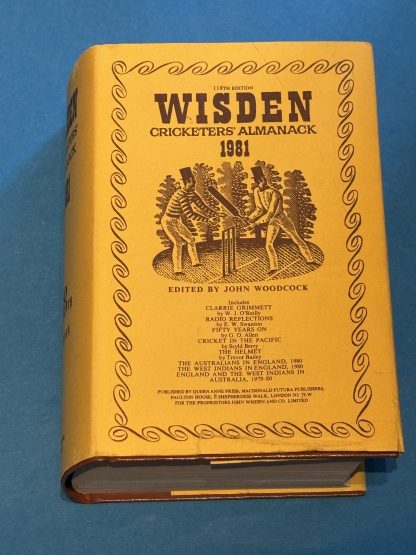 118TH EDITION
WISDEN
CRICKETERS' ALMANACK
1981
EDITED BY JOHN WOODCOCK
Includes
CLARRIE GRIMMETT
by W. J. O'Reilly
RADIO REFLECTIONS
by E. W. Swanton
FIFTY YEARS ON
by G. O. Allen
CRICKET IN THE PACIFIC
by Scyld Berry
THE HELMET
by Trevor Bailey
THE AUSTRALIANS IN ENGLAND, 1980
THE WEST INDIANS IN ENGLAND, 1980
ENGLAND AND THE WEST INDIANS IN
AUSTRALIA, 1979-80
PUBLISHED BY QUEEN ANNE PRESS, MACDONALD FUTURA PUBLISHERS,
PAULTON HOUSE, 8 SHEPHERDESS WALK, LONDON N1 7LW
FOR THE PROPRIETORS JOHN WISDEN AND CO. LIMITED